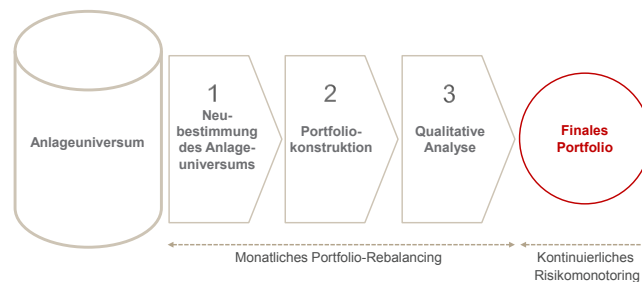 Anlageuniversum
1
Neu-
bestimmung
des Anlage-
universums
2
Portfolio-
konstruktion
3
Qualitative
Analyse
Finales
Portfolio
Monatliches Portfolio-Rebalancing
Kontinuierliches
Risikomonotoring